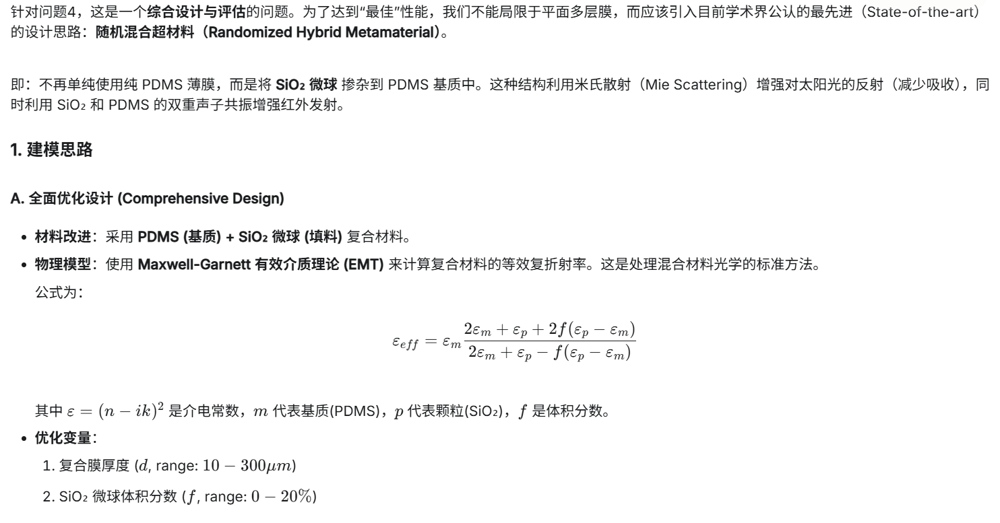 针对问题4，这是一个综合设计与评估的问题。为了达到“最佳”性能，我们不能局限于平面多层膜，而应该引入目前学术界公认的最先进（State-of-the-art）
的设计思路：随机混合超材料（Randomized Hybrid Metamaterial）。
即：不再单纯使用纯 PDMS 薄膜，而是将 SiO₂ 微球 掺杂到 PDMS 基质中。这种结构利用米氏散射（Mie Scattering）增强对太阳光的反射（减少吸收），同
时利用 SiO₂ 和 PDMS 的双重声子共振增强红外发射。
1. 建模思路
A. 全面优化设计 (Comprehensive Design)
• 材料改进：采用 PDMS (基质) + SiO₂ 微球 (填料) 复合材料。
• 物理模型：使用 Maxwell-Garnett 有效介质理论 (EMT) 来计算复合材料的等效复折射率。这是处理混合材料光学的标准方法。
公式为：
$\varepsilon_{eff} = \varepsilon_m \frac{2\varepsilon_m + \varepsilon_p + 2f(\varepsilon_p - \varepsilon_m)}{2\varepsilon_m + \varepsilon_p - f(\varepsilon_p - \varepsilon_m)}$
其中 $\varepsilon = (n - ik)^2$ 是介电常数，$m$ 代表基质(PDMS)，$p$ 代表颗粒(SiO₂)，$f$ 是体积分数。
• 优化变量：
1. 复合膜厚度 ($d$, range: $10 - 300\mu m$)
2. SiO₂ 微球体积分数 ($f$, range: $0 - 20\%$)